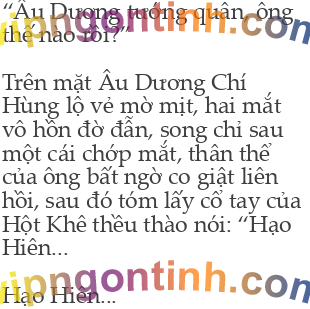 “Âu Dương tướng quân, ông
thế nào rồi?”
Trên mặt Âu Dương Chí
Hùng lộ vẻ mờ mịt, hai mắt
vô hồn đờ đẫn, song chỉ sau
một cái chớp mắt, thân thể
của ông bất ngờ co giật liên
hồi, sau đó tóm lấy cổ tay của
Hột Khê thều thào nói: “Hạo
Hiên...
vipngontinh.com
Hạo Hiên...